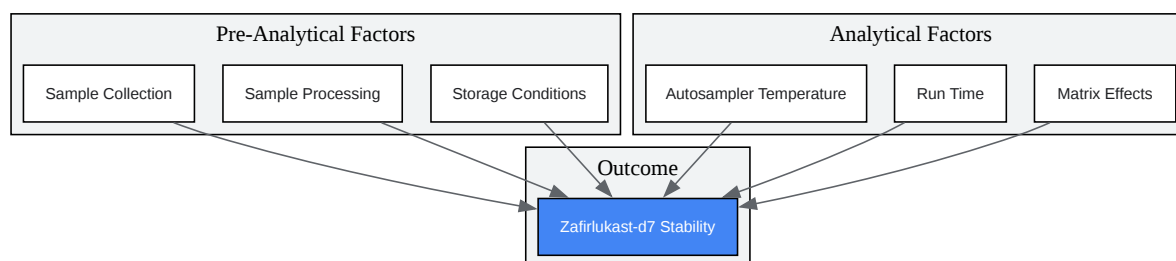 Pre-Analytical Factors
Sample Collection
Sample Processing
Storage Conditions
Analytical Factors
Autosampler Temperature
Run Time
Matrix Effects
Outcome
Zafirlukast-d7 Stability